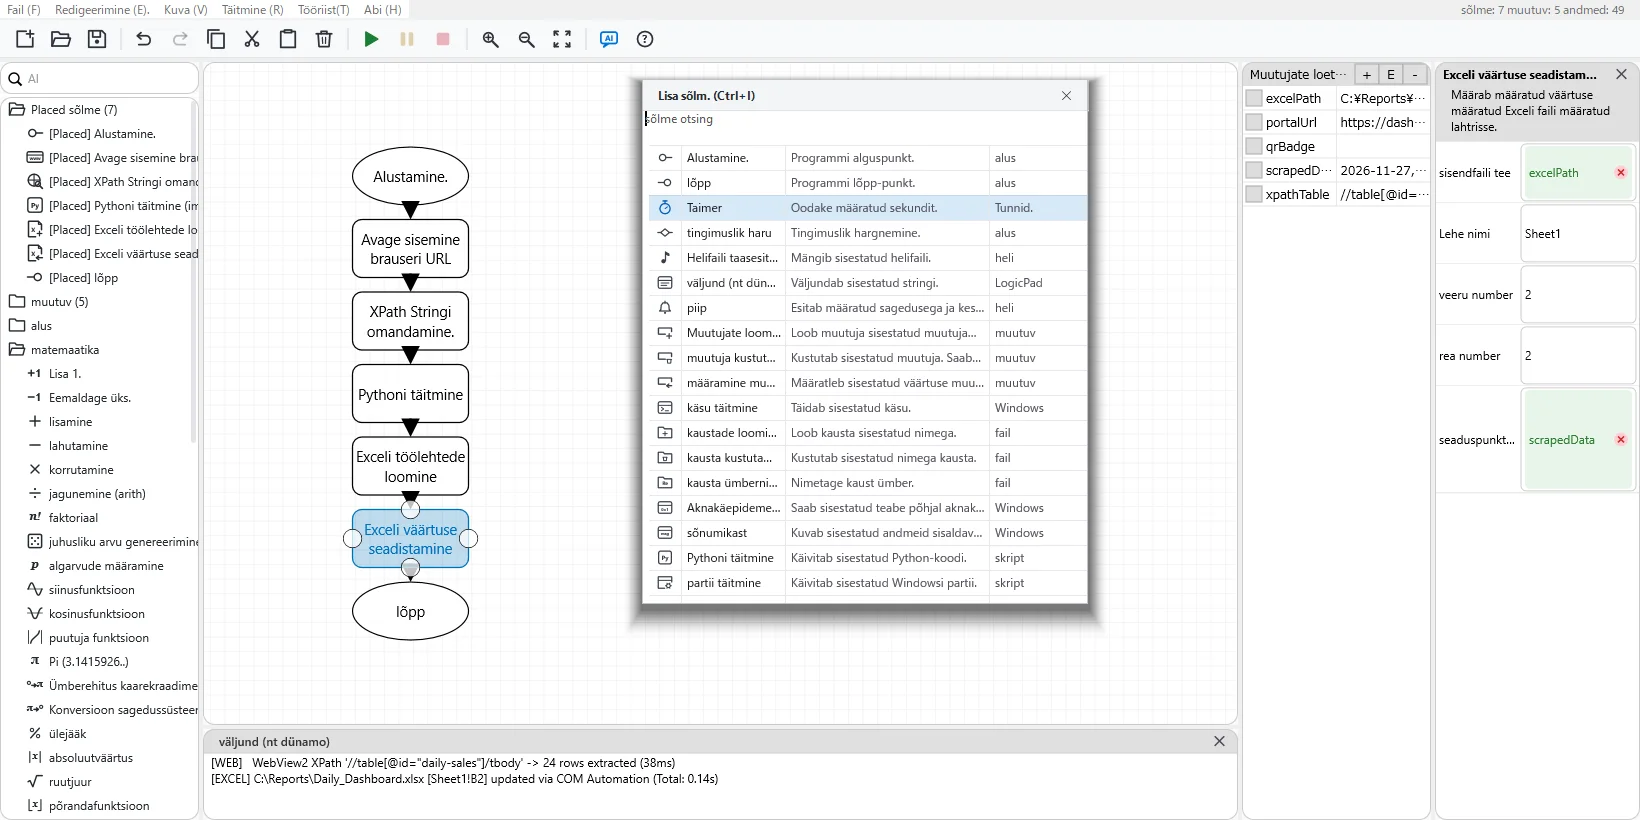 Fail (F) Redigeerimine (E). Kuva (V) Täitmine (R) Tööriist(T) Abi (H) sõlme: 7 muutuv: 5 andmed: 49
AI
Placed sõlme (7)
[Placed] Alustamine.
[Placed] Avage sisemine brau
[Placed] XPath Stringi oman
[Placed] Pythoni täitmine (in
[Placed] Exceli töölehtede lo
[Placed] Exceli väärtuse sead
[Placed] lõpp
muutuv (5)
alus
matemaatika
+1 Lisa 1.
−1 Eemaldage üks.
lisamine
lahutamine
korrutamine
jagunemine (arith)
n! faktoriaal
juhusliku arvu genereerimine
p algarvude määramine
siinusfunktsioon
kosinusfunktsioon
puutuja funktsioon
π Pi (3.1415926..)
Ümberehitus kaarekraadime
Konversioon sagedussüsteer
% ülejääk
|x| absoluutväärtus
ruutjuur
põrandafunktsioon
Alustamine.
Avage sisemine
brauseri URL
XPath Stringi
omandamine.
Pythoni täitmine
Exceli töölehtede
loomine
Exceli väärtuse
seadistamine
lõpp
Lisa sõlm. (Ctrl+I)
sõlme otsing
Alustamine. Programmi alguspunkt. alus
lõpp Programmi lõpp-punkt. alus
Taimer Oodake määratud sekundit. Tunnid.
tingimuslik haru Tingimuslik hargnemine. alus
Helifaili taasesit... Mängib sisestatud helifaili. heli
väljund (nt dün... Väljundab sisestatud stringi. LogicPad
piip Esitab määratud sagedusega ja kes... heli
Muutujate loom... Loob muutuja sisestatud muutuja... muutuv
muutuja kustut... Kustutab sisestatud muutuja. Saab... muutuv
määramine mu... Määratleb sisestatud väärtuse muu... muutuv
käsu täitmine Täidab sisestatud käsu. Windows
kaustade loomi... Loob kausta sisestatud nimega. fail
kausta kustuta... Kustutab sisestatud nimega kausta. fail
kausta ümberni... Nimetage kaust ümber. fail
Aknakäepideme... Saab sisestatud teabe põhjal aknak... Windows
sõnumikast Kuvab sisestatud andmeid sisaldav... Windows
Pythoni täitmine Käivitab sisestatud Python-koodi. skript
partii täitmine Käivitab sisestatud Windowsi partii. skript
väljund (nt dünamo)
[WEB] WebView2 XPath '//table[@id="daily-sales"]/tbody' -> 24 rows extracted (38ms)
[EXCEL] C:\Reports\Daily_Dashboard.xlsx [Sheet1!B2] updated via COM Automation (Total: 0.14s)
Muutujate loet··· + E -
excelPath C:¥Reports¥···
portalUrl https://dash···
qrBadge
scrapedD··· 2026-11-27,···
xpathTable //table[@id=···
Exceli väärtuse seadistam...
Määrab määratud väärtuse
määratud Exceli faili määratud
lahtrisse.
sisendfaili tee excelPath
Lehe nimi Sheet1
veeru number 2
rea number 2
seaduspunkt... scrapedData